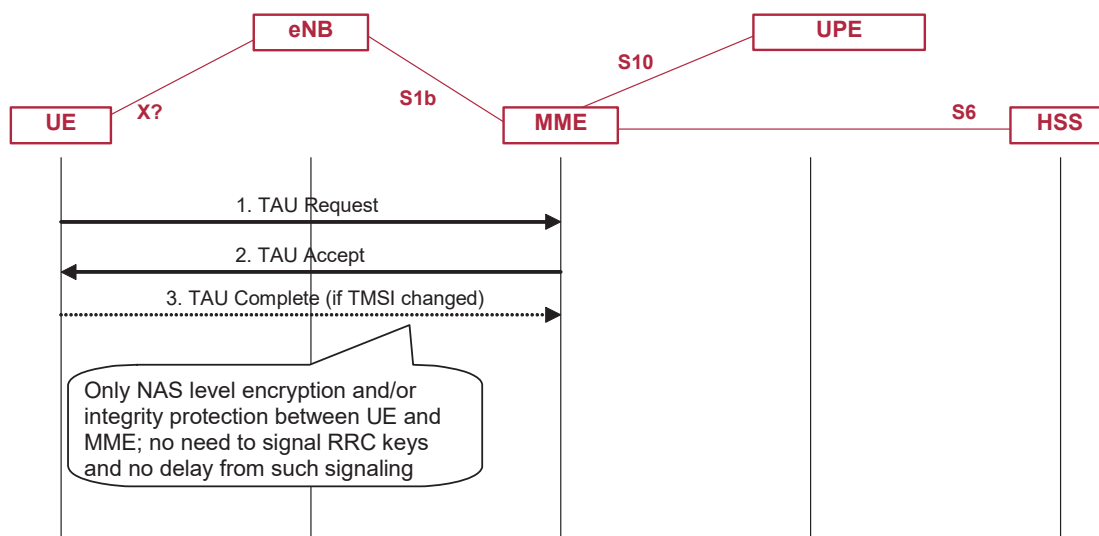 eNB
UPE
S10
X?
S1b
S6
UE
MME
HSS
1. TAU Request
2. TAU Accept
3. TAU Complete (if TMSI changed)
Only NAS level encryption and/or
integrity protection between UE and
MME; no need to signal RRC keys
and no delay from such signaling